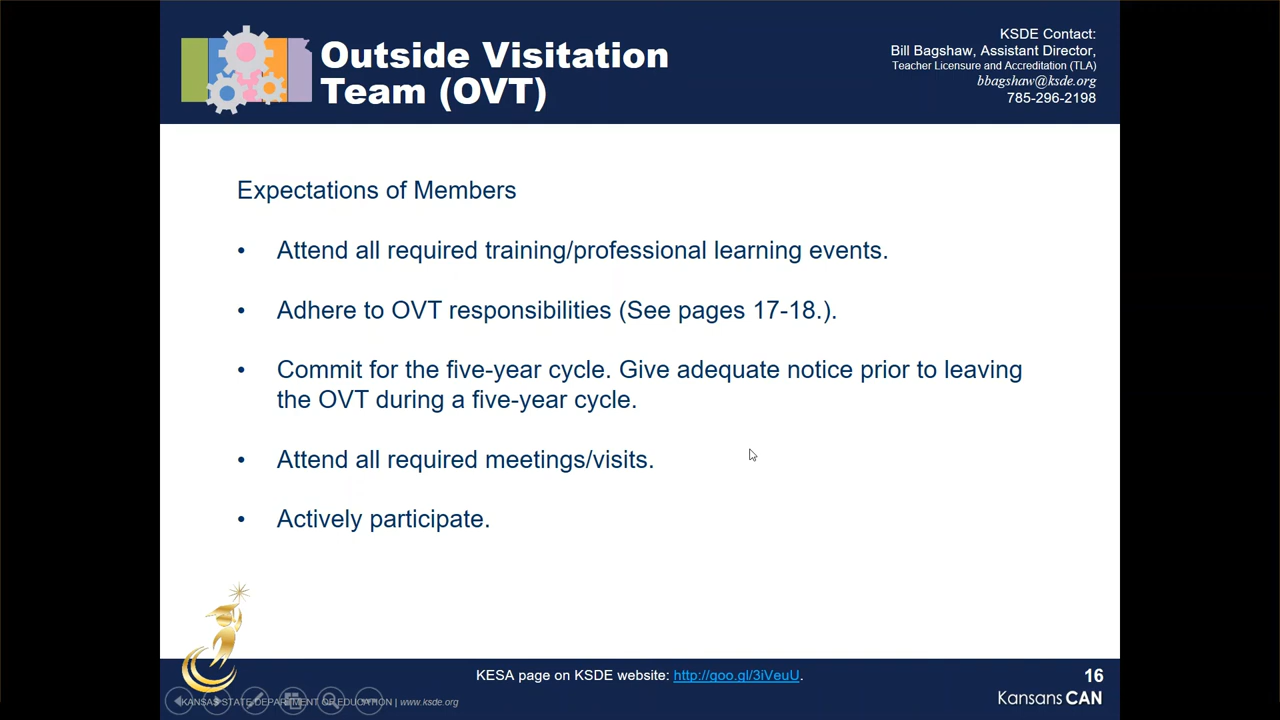 Outside Visitation
Team (OVT)
KSDE Contact:
Bill Bagshaw, Assistant Director,
Teacher Licensure and Accreditation (TLA)
bbagshaw@ksde.org
785-296-2198
Expectations of Members
• Attend all required training/professional learning events.
• Adhere to OVT responsibilities (See pages 17-18.).
• Commit for the five-year cycle. Give adequate notice prior to leaving
the OVT during a five-year cycle.
• Attend all required meetings/visits.
• Actively participate.
KESA page on KSDE website: http://goo.gl/3iVeuU.
16
KANSAS STATE DEPARTMENT OF EDUCATION | www.ksde.org
KansansCAN